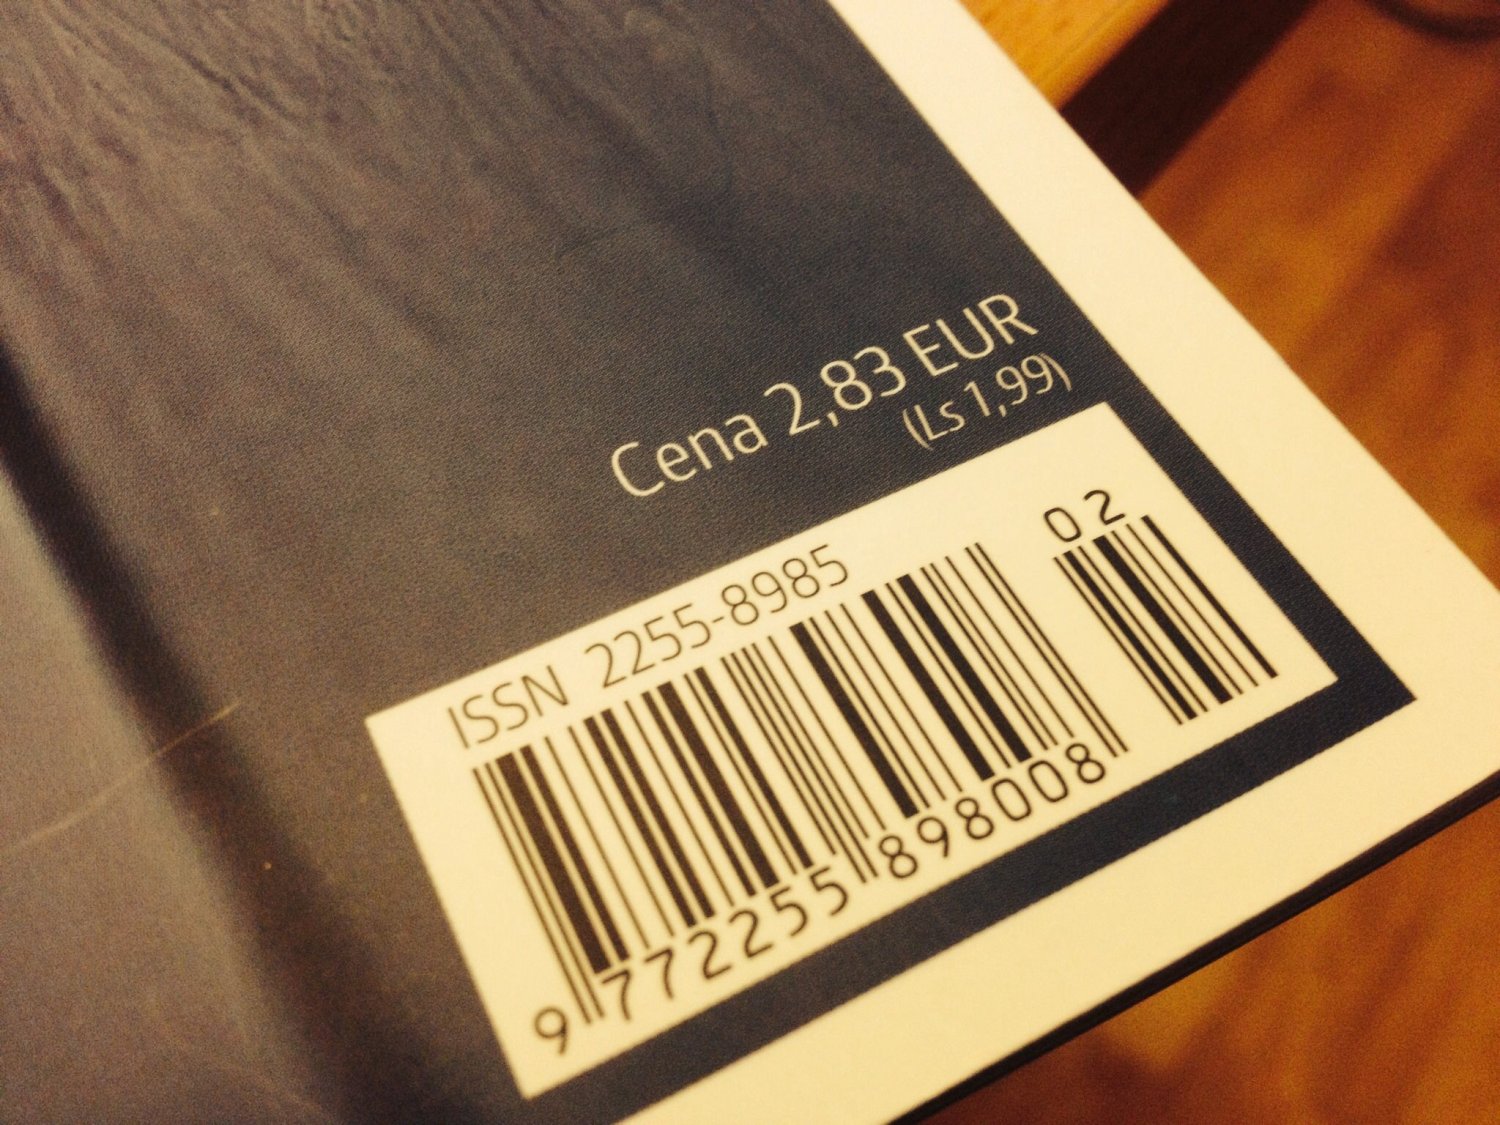 Cena 2,83 EUR
(Ls 1,99)
ISSN 2255-8985
02
9 772255 898008